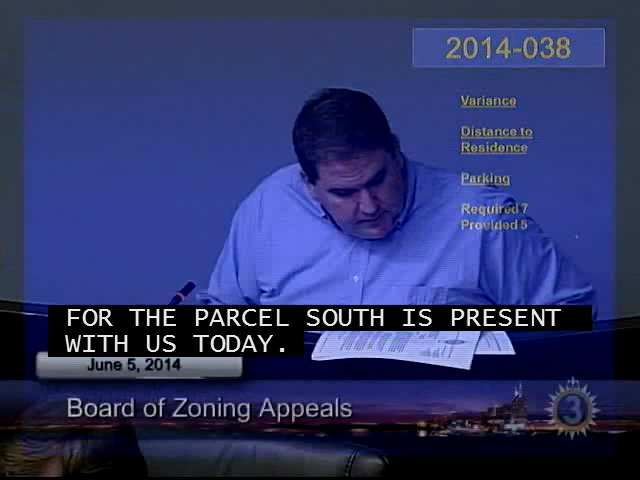 2014-038
Variance
Distance to
Residence
Parking
Required 7
Provided 5
FOR THE PARCEL SOUTH IS PRESENT
WITH US TODAY.
June 5, 2014
Board of Zoning Appeals
3